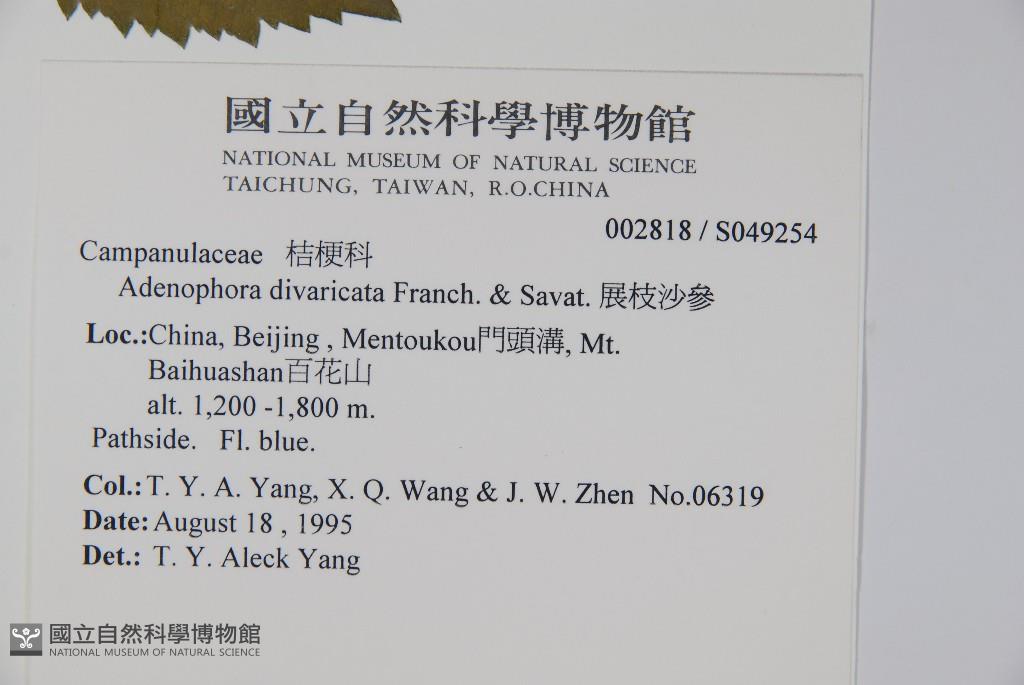 國立自然科學博物館
NATIONAL MUSEUM OF NATURAL SCIENCE
TAICHUNG, TAIWAN, R.O.CHINA
002818 / S049254
Campanulaceae 桔梗科
Adenophora divaricata Franch. & Savat. 展枝沙參
Loc.:China, Beijing , Mentoukou門頭溝, Mt.
Baihuashan百花山
alt. 1,200 -1,800 m.
Pathside. Fl. blue.
Col.: T. Y. A. Yang, X. Q. Wang & J. W. Zhen No.06319
Date: August 18 , 1995
Det.: T. Y. Aleck Yang
國立自然科學博物館
NATIONAL MUSEUM OF NATURAL SCIENCE